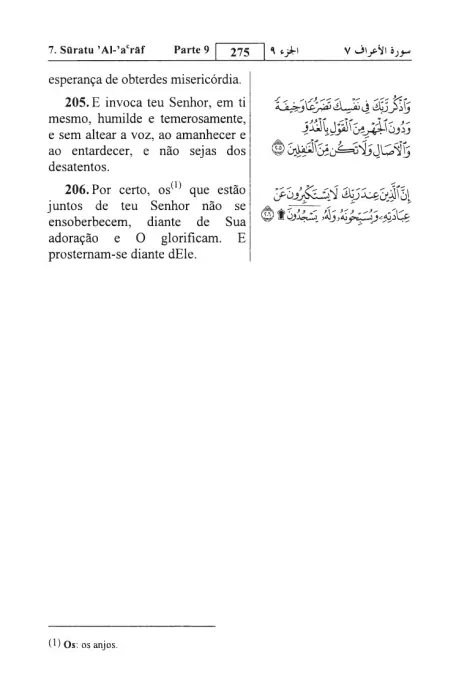 7. Sūratu ’Al-’aᶜrāf Parte 9 275 الجزء ٩ سورة الأعراف ٧
esperança de obterdes misericórdia.
205. E invoca teu Senhor, em ti
mesmo, humilde e temerosamente,
e sem altear a voz, ao amanhecer e
ao entardecer, e não sejas dos
desatentos.
206. Por certo, os(1) que estão
juntos de teu Senhor não se
ensoberbecem, diante de Sua
adoração e O glorificam. E
prosternam-se diante dEle.
وَٱذْكُر رَّبَّكَ فِى نَفْسِكَ تَضَرُّعًا وَخِيفَةً
وَدُونَ ٱلْجَهْرِ مِنَ ٱلْقَوْلِ بِٱلْغُدُوِّ
وَٱلْءَاصَالِ وَلَا تَكُن مِّنَ ٱلْغَٰفِلِينَ ٢٠٥
إِنَّ ٱلَّذِينَ عِندَ رَبِّكَ لَا يَسْتَكْبِرُونَ عَنْ
عِبَادَتِهِۦ وَيُسَبِّحُونَهُۥ وَلَهُۥ يَسْجُدُونَ ۩ ٢٠٦
(1) Os: os anjos.